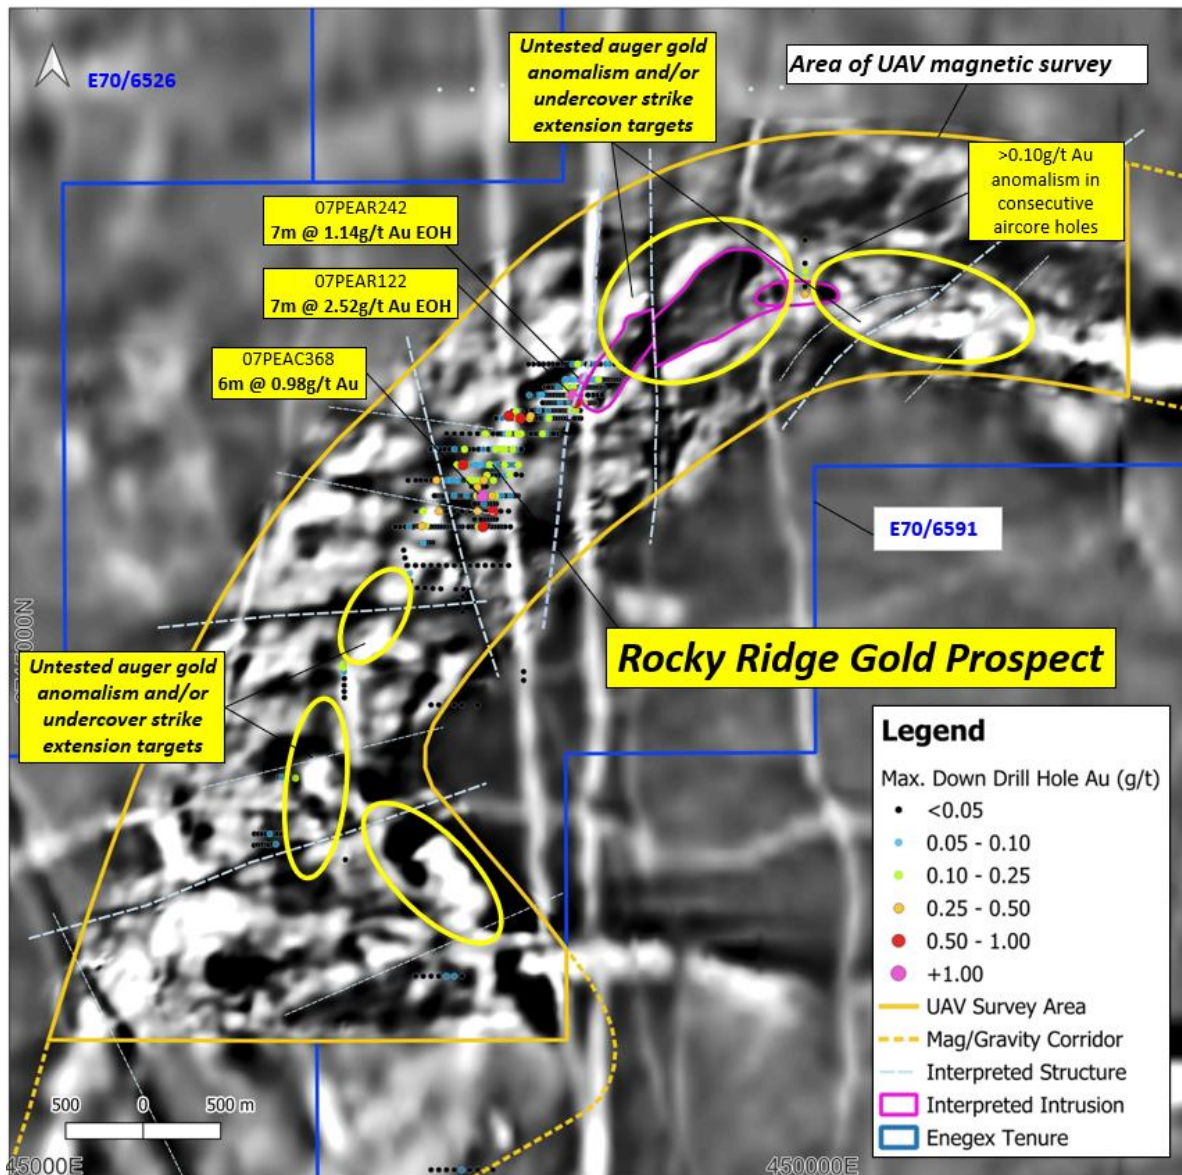 E70/6526
Untested auger gold
anomalism and/or
undercover strike
extension targets
Area of UAV magnetic survey
>0.10g/t Au
anomalism in
consecutive
aircore holes
07PEAR242
7m @ 1.14g/t Au EOH
07PEAR122
7m @ 2.52g/t Au EOH
07PEAC368
6m @ 0.98g/t Au
E70/6591
Rocky Ridge Gold Prospect
Untested auger gold
anomalism and/or
undercover strike
extension targets
Legend
Max. Down Drill Hole Au (g/t)
<0.05
0.05 - 0.10
0.10 - 0.25
0.25 - 0.50
0.50 - 1.00
+1.00
UAV Survey Area
Mag/Gravity Corridor
Interpreted Structure
Interpreted Intrusion
Enegex Tenure
500 0 500 m
45000E
450000E